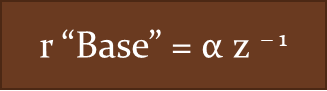 r “Base” = α z ⁻¹